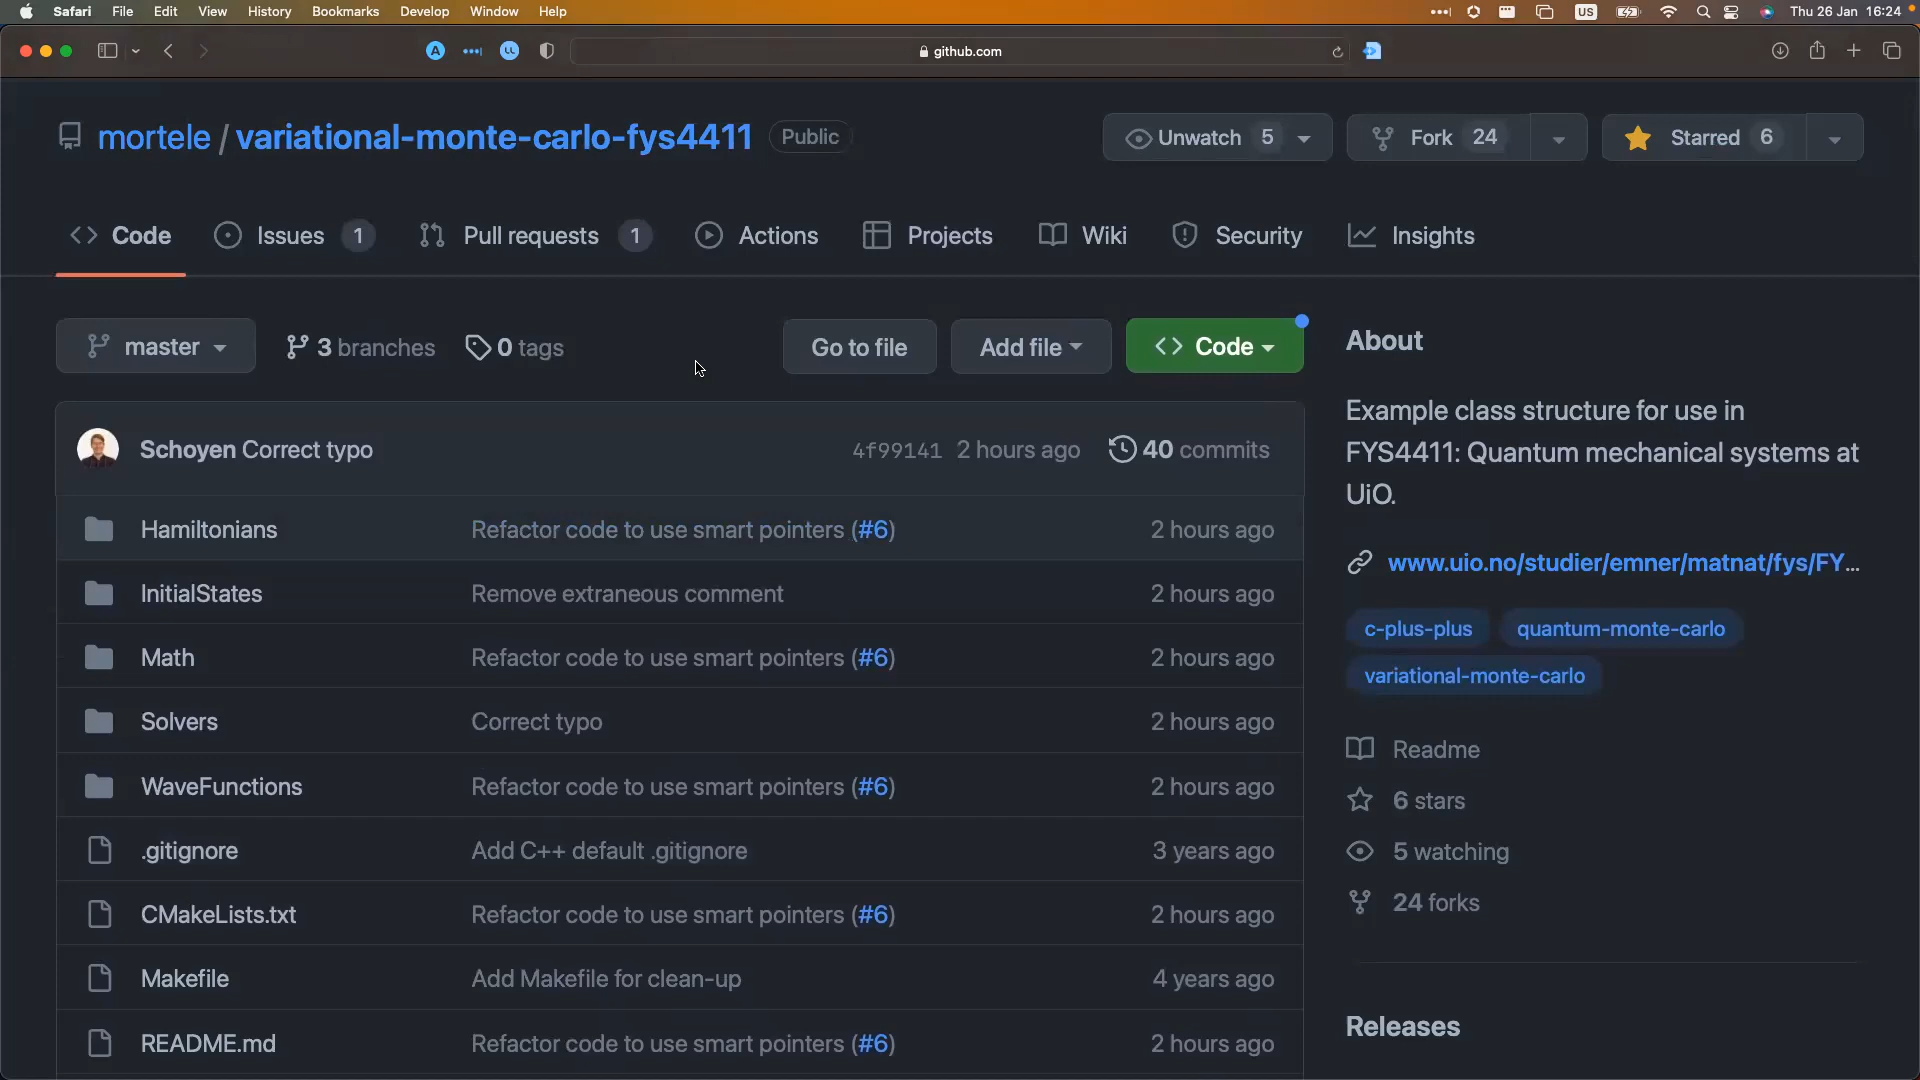 Safari File Edit View History Bookmarks Develop Window Help US Thu 26 Jan 16:24
github.com
mortele / variational-monte-carlo-fys4411 Public Unwatch 5 Fork 24 Starred 6
Code Issues 1 Pull requests 1 Actions Projects Wiki Security Insights
master 3 branches 0 tags Go to file Add file Code
Schoyen Correct typo 4f99141 2 hours ago 40 commits
Hamiltonians Refactor code to use smart pointers (#6) 2 hours ago
InitialStates Remove extraneous comment 2 hours ago
Math Refactor code to use smart pointers (#6) 2 hours ago
Solvers Correct typo 2 hours ago
WaveFunctions Refactor code to use smart pointers (#6) 2 hours ago
.gitignore Add C++ default .gitignore 3 years ago
CMakeLists.txt Refactor code to use smart pointers (#6) 2 hours ago
Makefile Add Makefile for clean-up 4 years ago
README.md Refactor code to use smart pointers (#6) 2 hours ago
About
Example class structure for use in
FYS4411: Quantum mechanical systems at
UiO.
www.uio.no/studier/emner/matnat/fys/FY...
c-plus-plus quantum-monte-carlo
variational-monte-carlo
Readme
6 stars
5 watching
24 forks
Releases